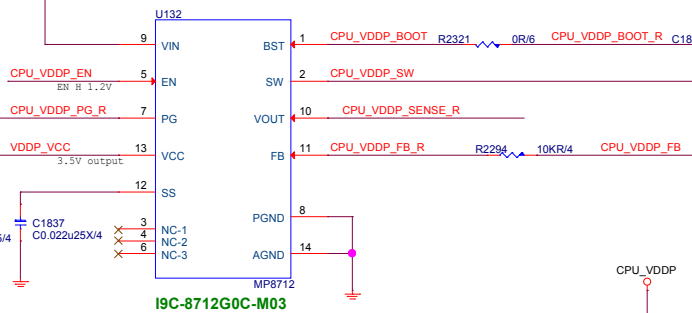 U132
9 VIN BST 1 CPU_VDDP_BOOT R2321 0R/6 CPU_VDDP_BOOT_R C18
CPU_VDDP_EN 5 EN SW 2 CPU_VDDP_SW
EN H 1.2V
CPU_VDDP_PG_R 7 PG VOUT 10 CPU_VDDP_SENSE_R
VDDP_VCC 13 VCC FB 11 CPU_VDDP_FB_R R2294 10KR/4 CPU_VDDP_FB
3.5V output
12 SS
C1837
C0.022u25X/4
5/4
3 NC-1
4 NC-2
6 NC-3
PGND 8
AGND 14
MP8712
I9C-8712G0C-M03
CPU_VDDP